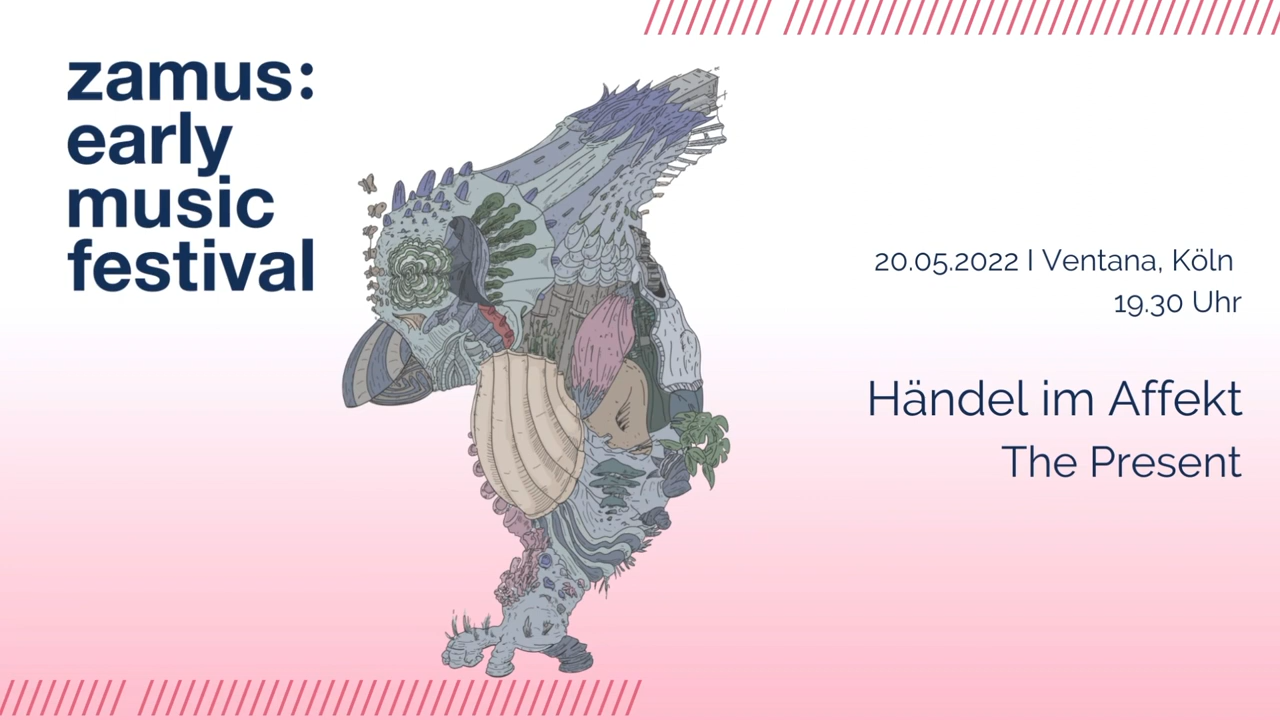 zamus:
early
music
festival
20.05.2022 I Ventana, Köln
19.30 Uhr
Händel im Affekt
The Present